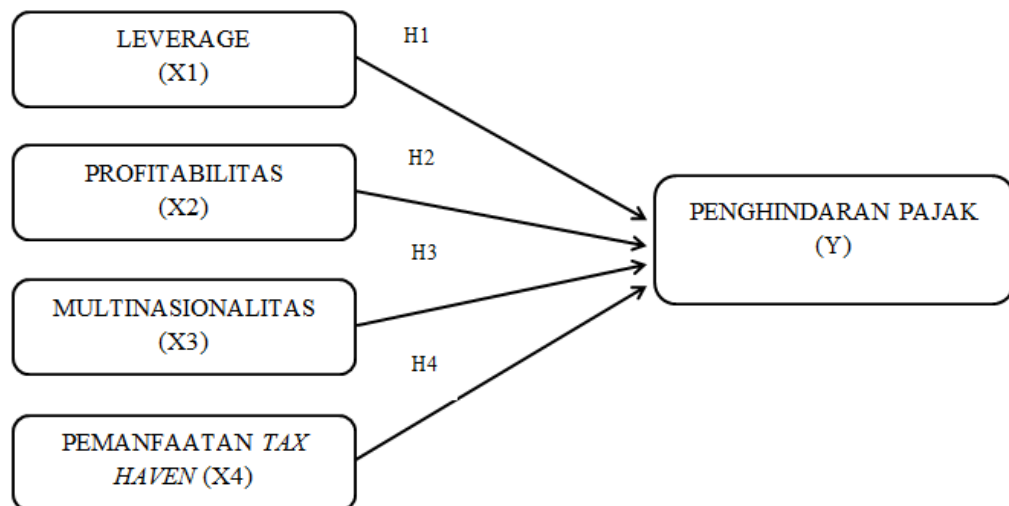 LEVERAGE
(X1)
H1
PROFITABILITAS
(X2)
H2
PENGHINDARAN PAJAK
(Y)
H3
MULTINASIONALITAS
(X3)
H4
PEMANFAATAN TAX
HAVEN (X4)